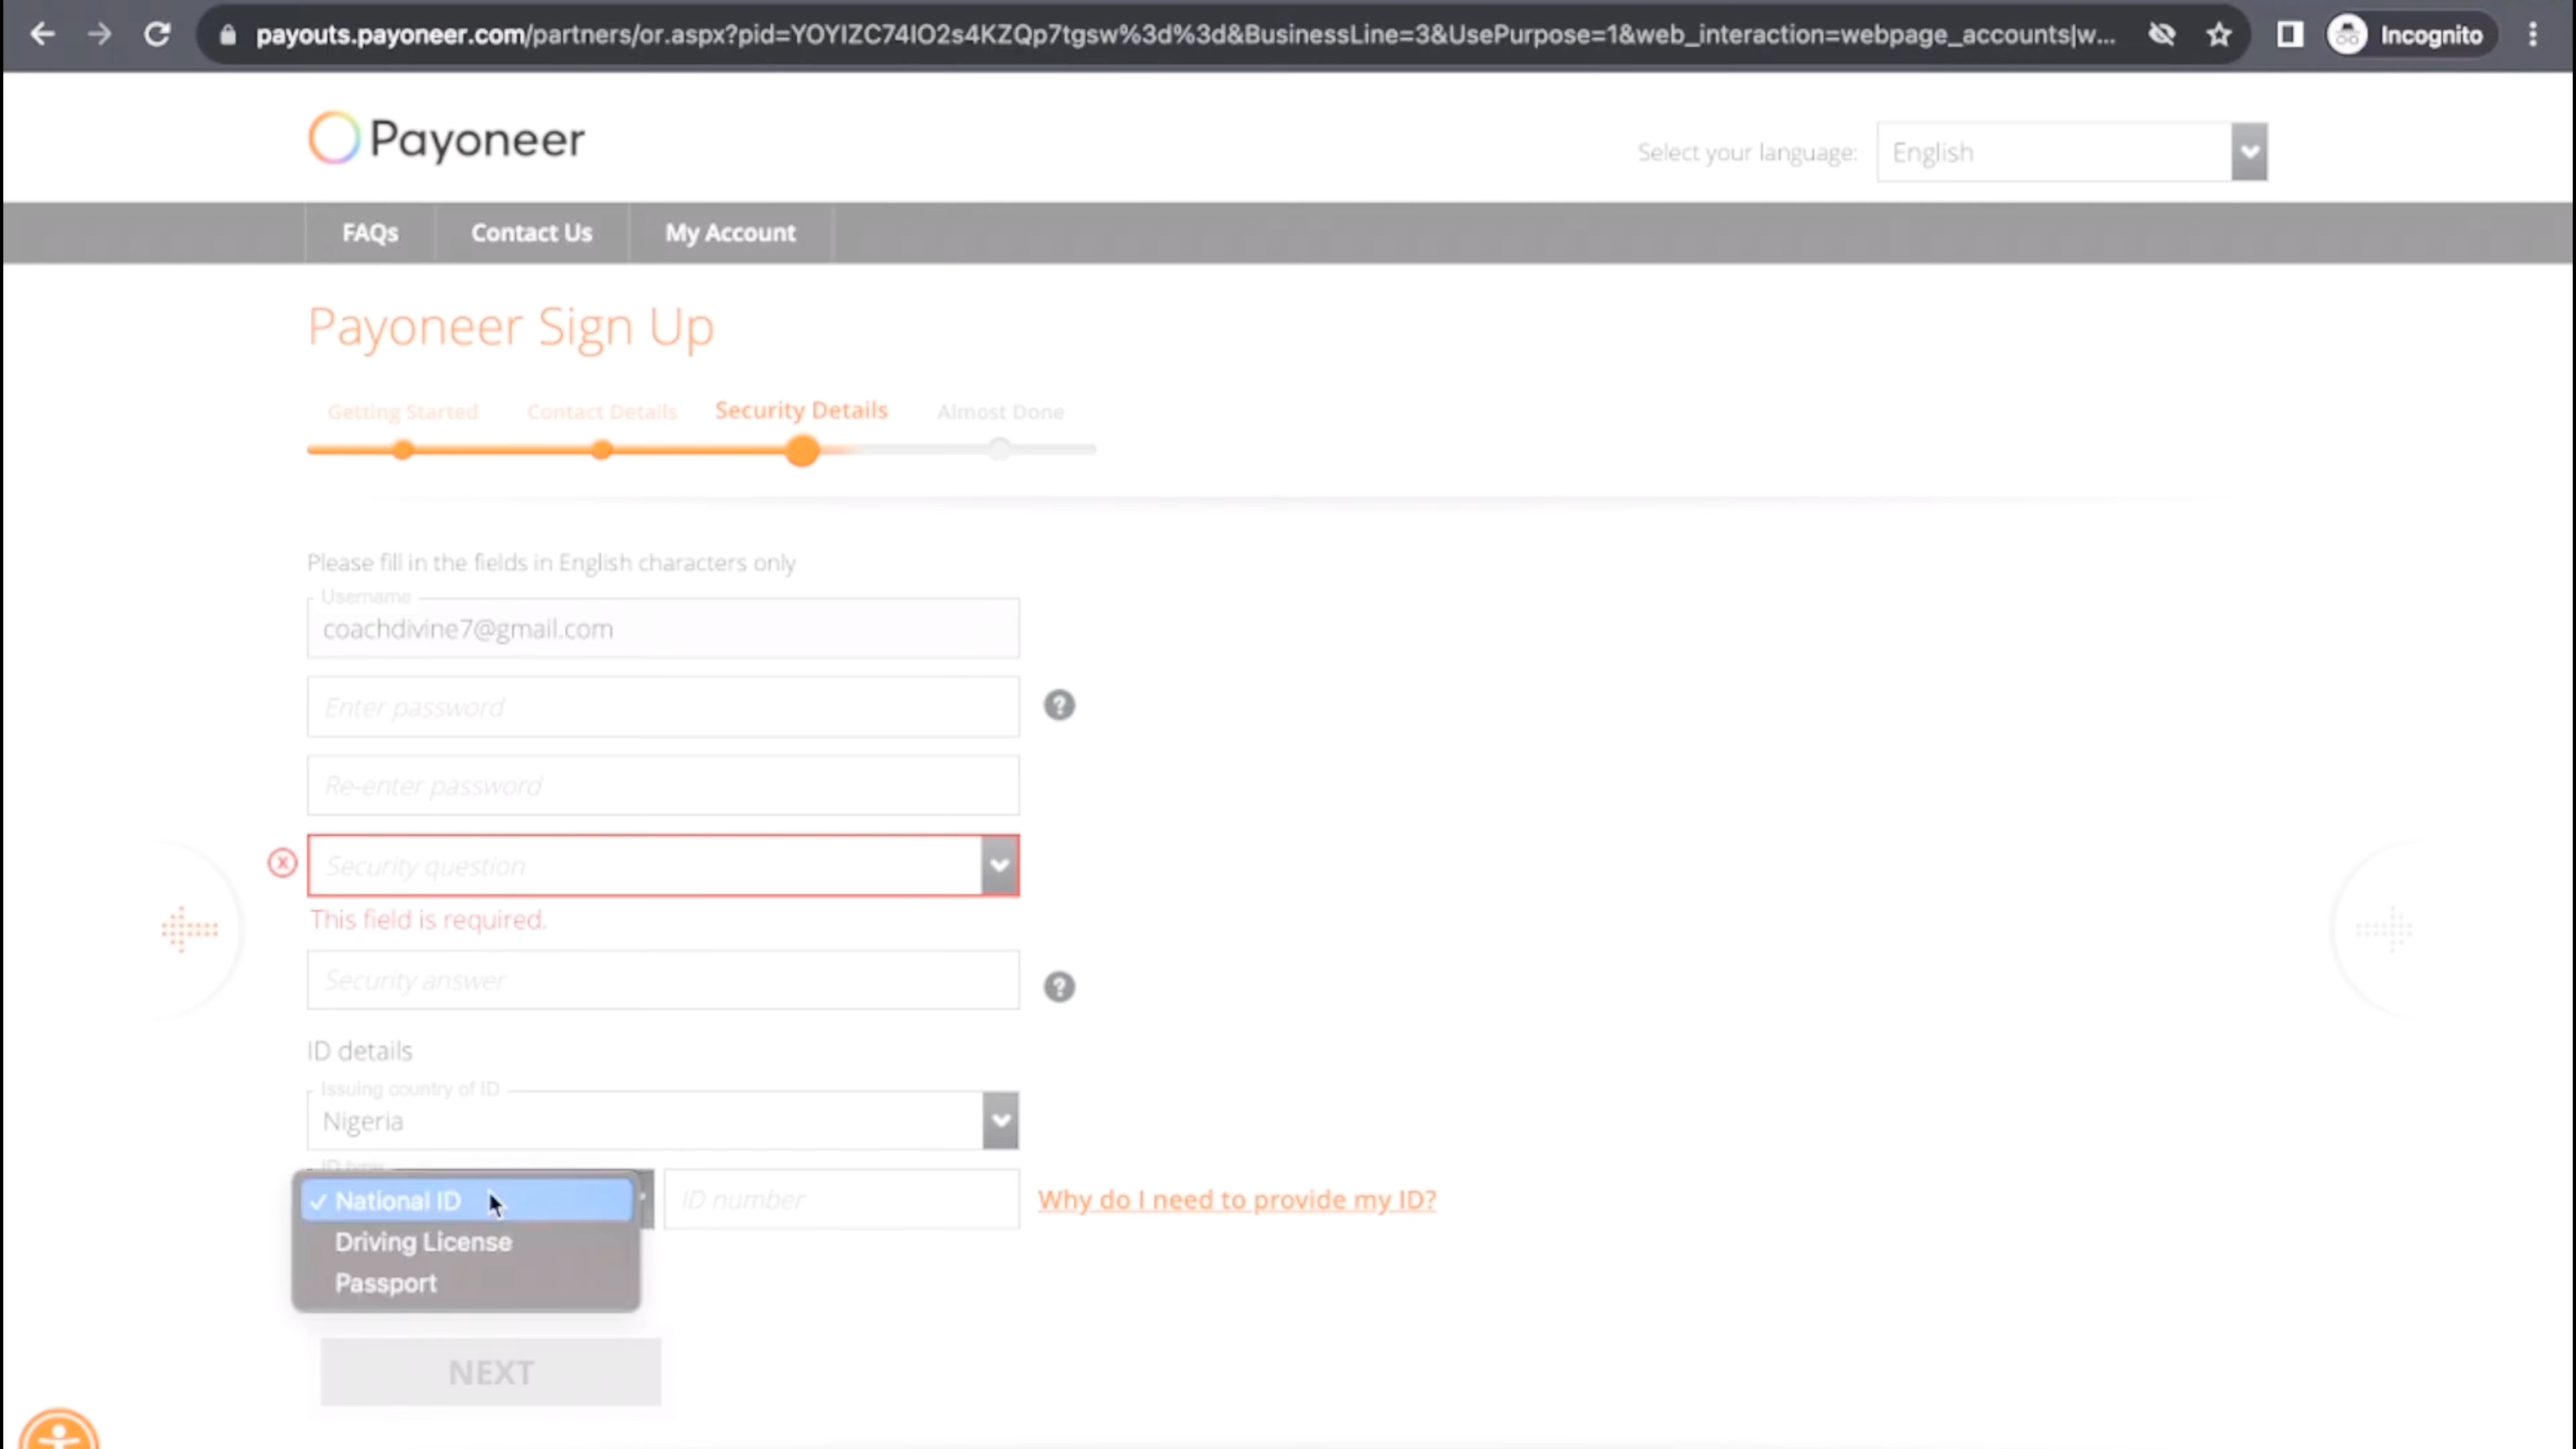 payouts.payoneer.com/partners/or.aspx?pid=YOYIZC74IO2s4KZQp7tgsw%3d%3d&BusinessLine=3&UsePurpose=1&web_interaction=webpage_accounts|w...
Incognito
Payoneer
Select your language:
English
FAQs
Contact Us
My Account
Payoneer Sign Up
Getting Started
Contact Details
Security Details
Almost Done
Please fill in the fields in English characters only
Username
coachdivine7@gmail.com
Enter password
?
Re-enter password
Security question
This field is required.
Security answer
?
ID details
Issuing country of ID
Nigeria
ID type
National ID
ID number
Why do I need to provide my ID?
Driving License
Passport
NEXT